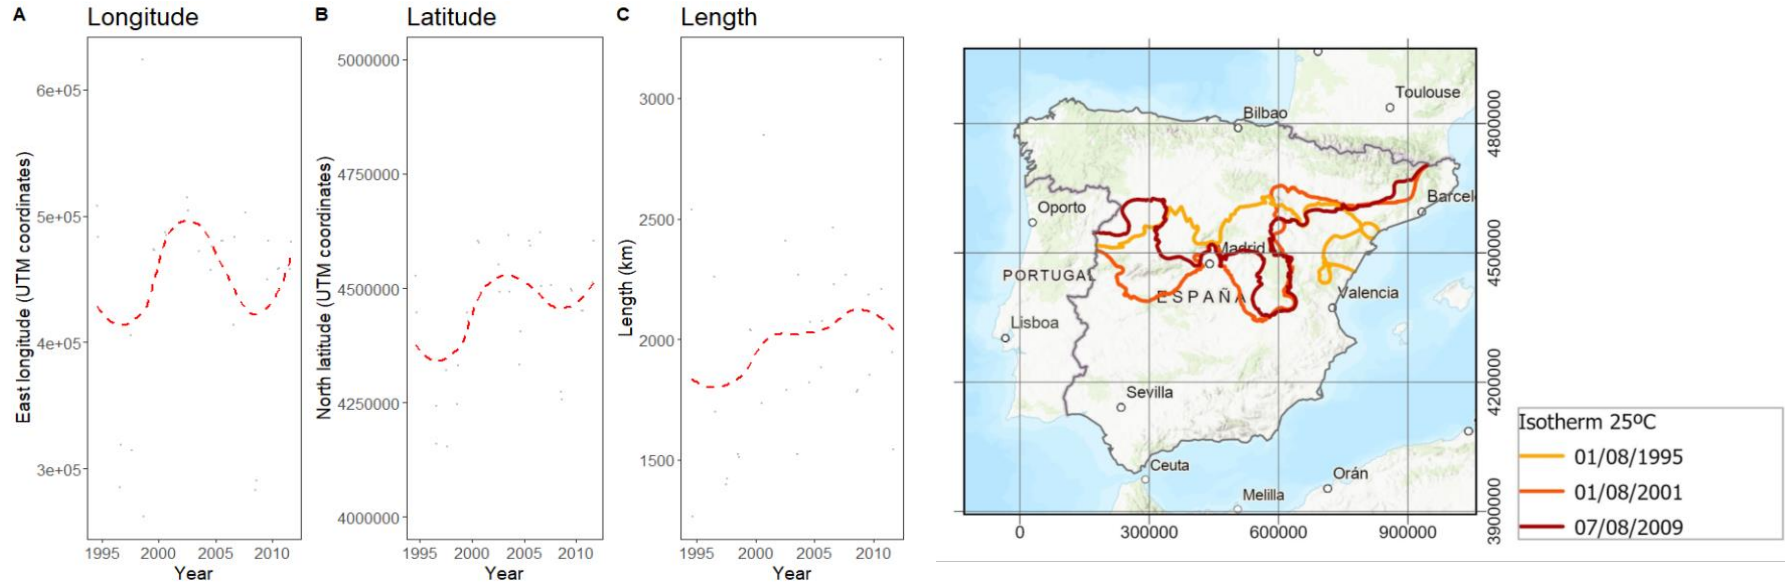 A Longitude
East longitude (UTM coordinates)
6e+05
5e+05
4e+05
3e+05
1995 2000 2005 2010
Year
B Latitude
North latitude (UTM coordinates)
5000000
4750000
4500000
4250000
4000000
1995 2000 2005 2010
Year
C Length
Length (km)
3000
2500
2000
1500
1995 2000 2005 2010
Year
Toulouse
Bilbao
Oporto
Barcel
Madrid
PORTUGAL
ESPAÑA
Valencia
Lisboa
Sevilla
Ceuta
Orán
Melilla
4800000
4500000
4200000
3900000
0 300000 600000 900000
Isotherm 25ºC
01/08/1995
01/08/2001
07/08/2009